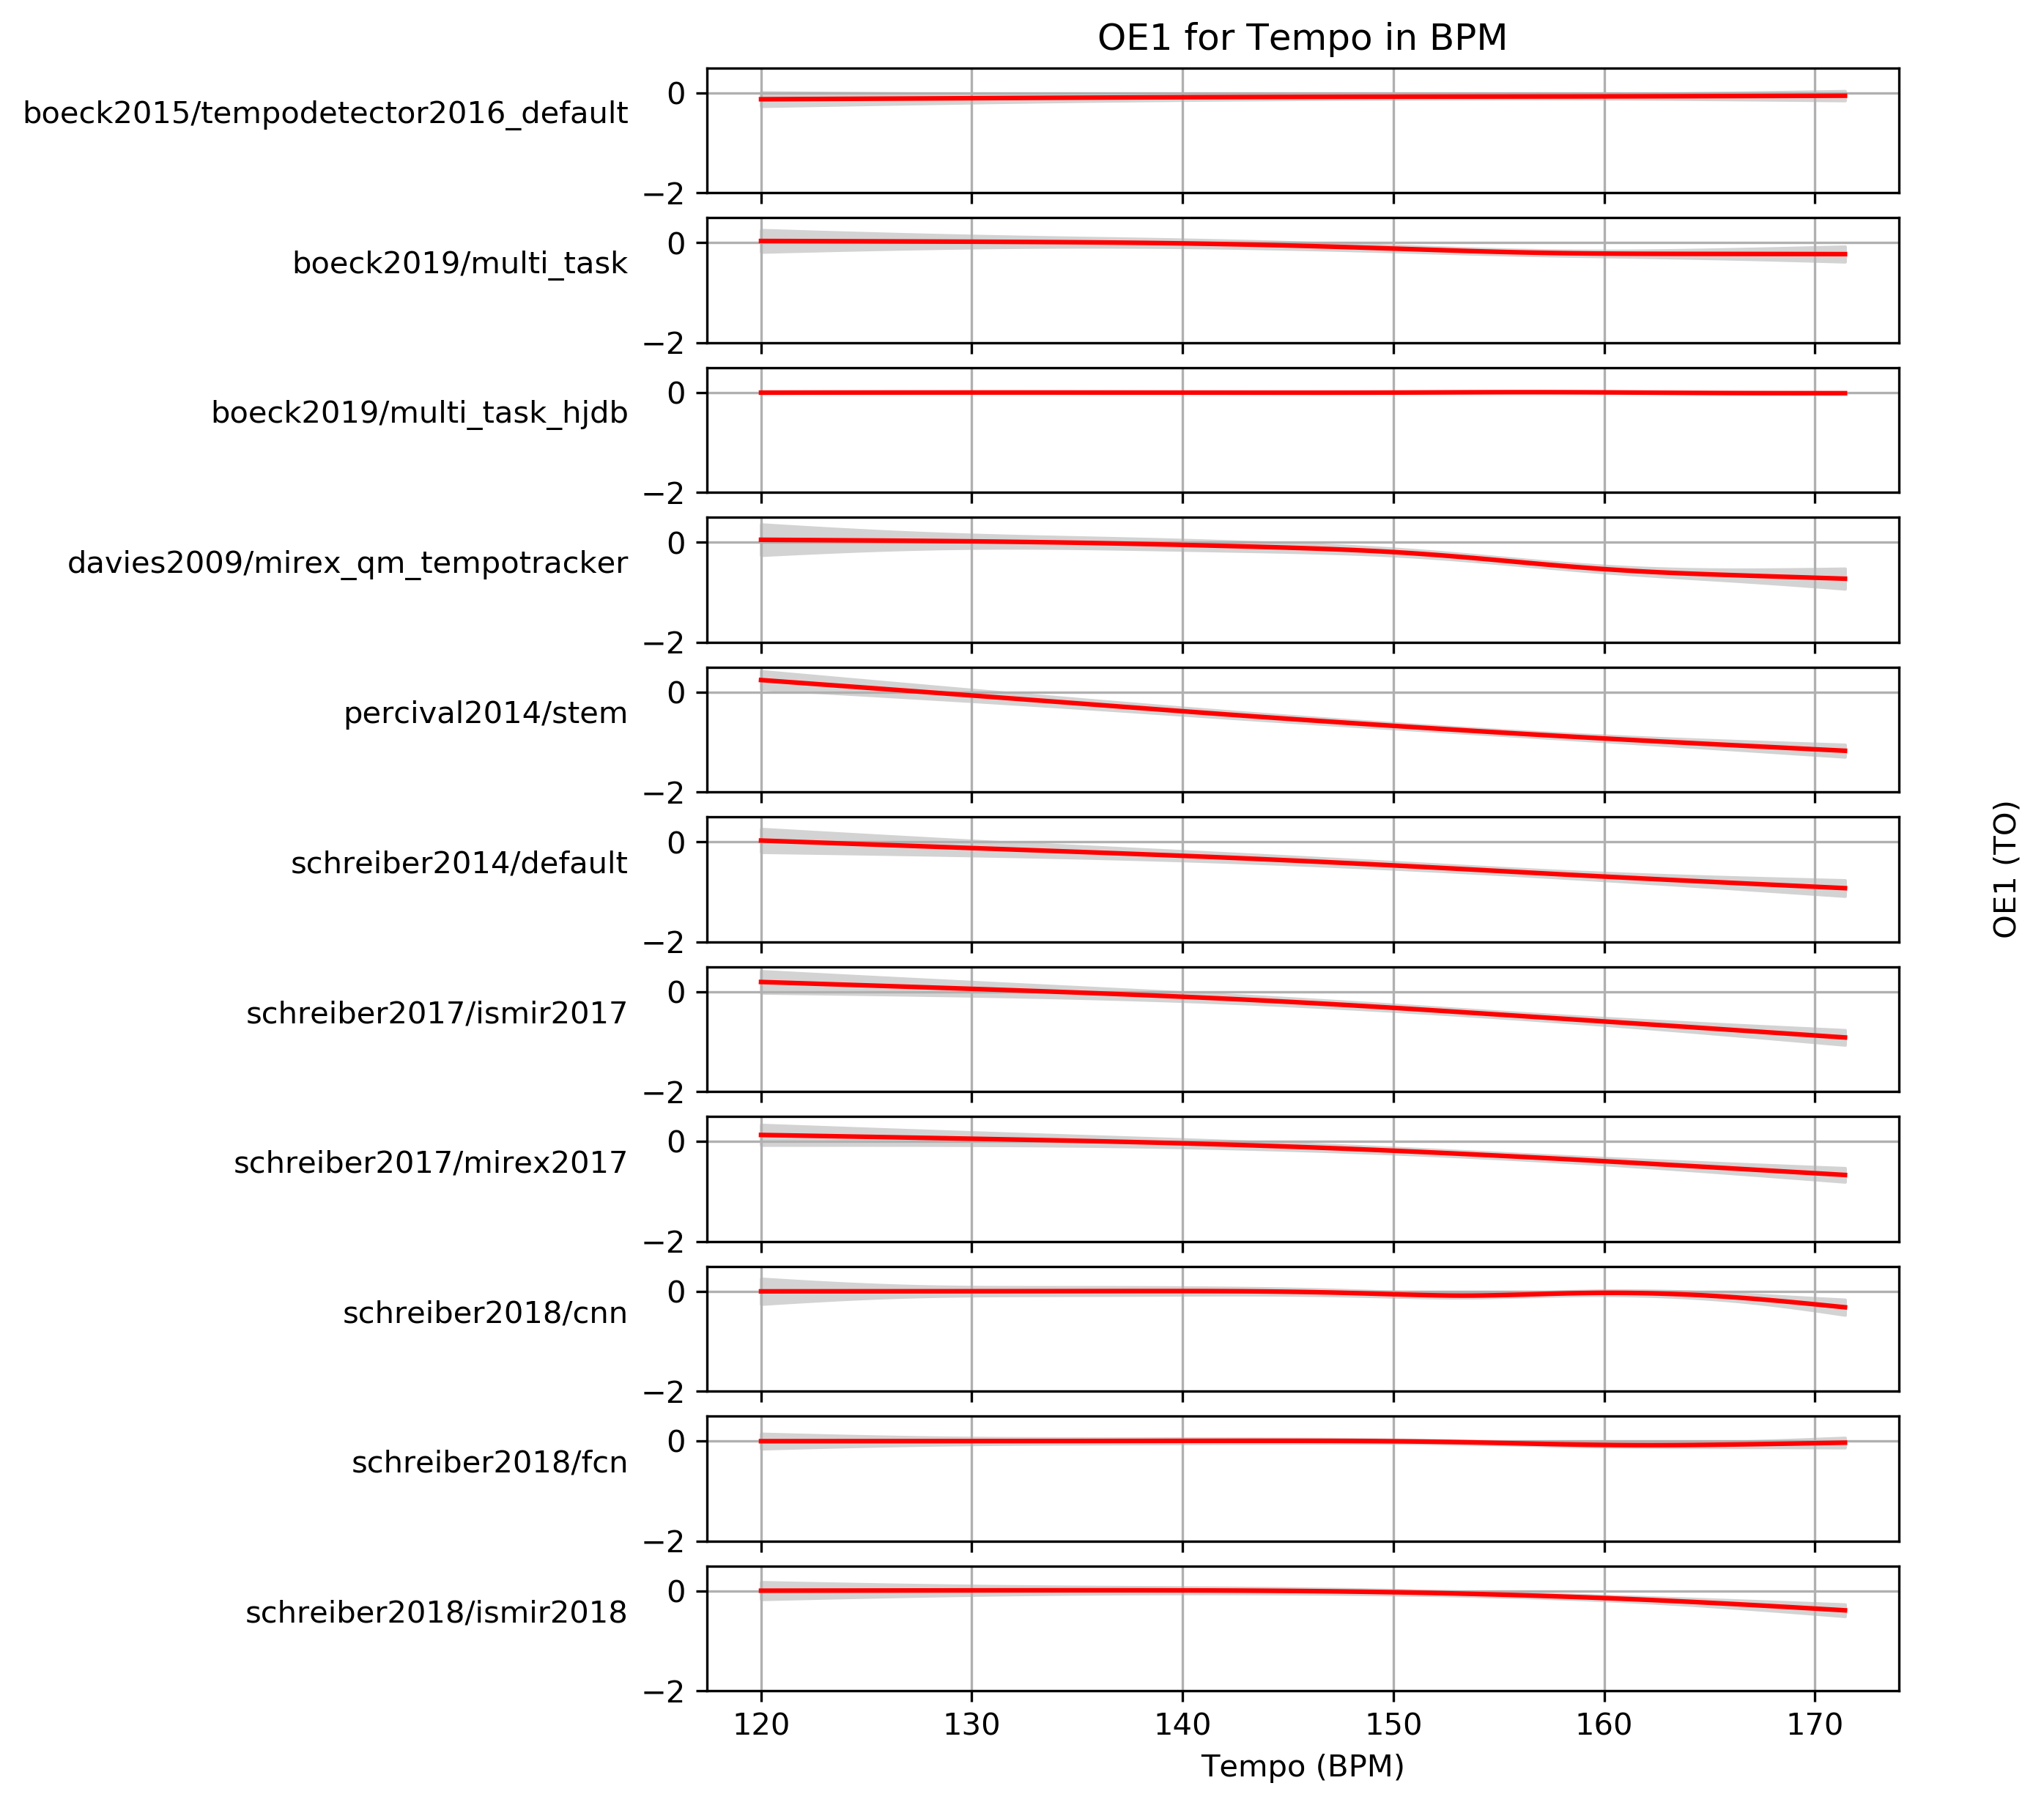 OE1 for Tempo in BPM
boeck2015/tempodetector2016_default
0
−2
boeck2019/multi_task
0
−2
boeck2019/multi_task_hjdb
0
−2
davies2009/mirex_qm_tempotracker
0
−2
percival2014/stem
0
−2
schreiber2014/default
0
−2
schreiber2017/ismir2017
0
−2
schreiber2017/mirex2017
0
−2
schreiber2018/cnn
0
−2
schreiber2018/fcn
0
−2
schreiber2018/ismir2018
0
−2
120 130 140 150 160 170
Tempo (BPM)
OE1 (TO)